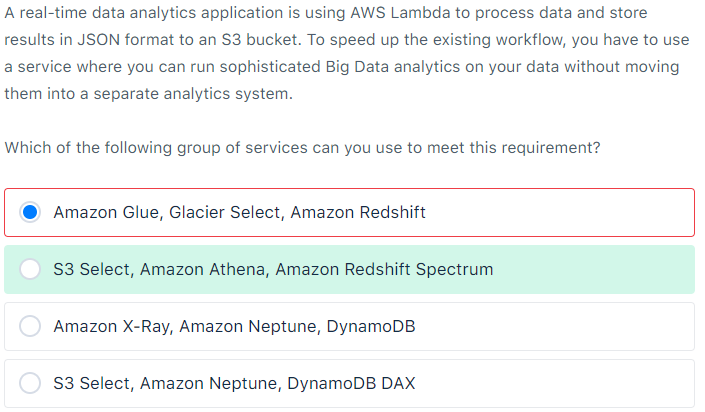 A real-time data analytics application is using AWS Lambda to process data and store
results in JSON format to an S3 bucket. To speed up the existing workflow, you have to use
a service where you can run sophisticated Big Data analytics on your data without moving
them into a separate analytics system.
Which of the following group of services can you use to meet this requirement?
Amazon Glue, Glacier Select, Amazon Redshift
S3 Select, Amazon Athena, Amazon Redshift Spectrum
Amazon X-Ray, Amazon Neptune, DynamoDB
S3 Select, Amazon Neptune, DynamoDB DAX